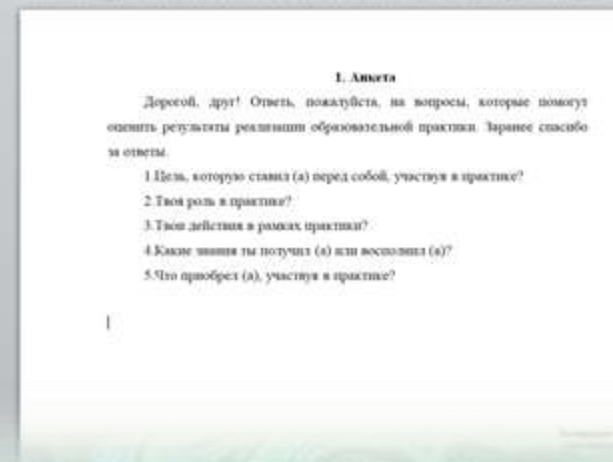 1. Анкета
Дорогой, друг! Ответь, пожалуйста, на вопросы, которые помогут
оценить результаты реализации образовательной практики. Заранее спасибо
за ответы.
1.Цель, которую ставил (а) перед собой, участвуя в практике?
2.Твоя роль в практике?
3.Твои действия в рамках практики?
4.Какие знания ты получил (а) или восполнил (а)?
5.Что приобрел (а), участвуя в практике?